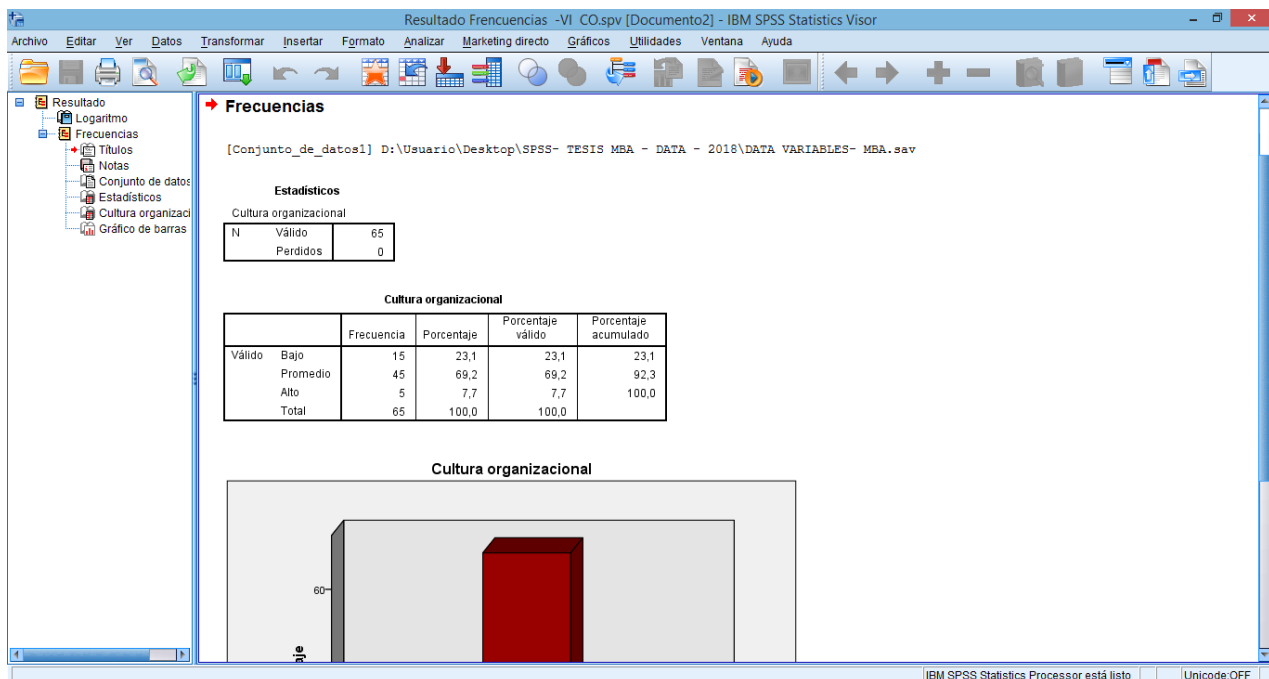 Resultado Frencuencias -VI CO.spv [Documento2] - IBM SPSS Statistics Visor
Archivo Editar Ver Datos Transformar Insertar Formato Analizar Marketing directo Gráficos Utilidades Ventana Ayuda
Resultado
Logaritmo
Frecuencias
Títulos
Notas
Conjunto de datos
Estadísticos
Cultura organizaci
Gráfico de barras
Frecuencias
[Conjunto_de_datos1] D:\Usuario\Desktop\SPSS- TESIS MBA - DATA - 2018\DATA VARIABLES- MBA.sav
Estadísticos
Cultura organizacional
N Válido 65
Perdidos 0
Cultura organizacional
Frecuencia Porcentaje Porcentaje válido Porcentaje acumulado
Válido Bajo 15 23,1 23,1 23,1
Promedio 45 69,2 69,2 92,3
Alto 5 7,7 7,7 100,0
Total 65 100,0 100,0
Cultura organizacional
60
aje
IBM SPSS Statistics Processor está listo Unicode:OFF